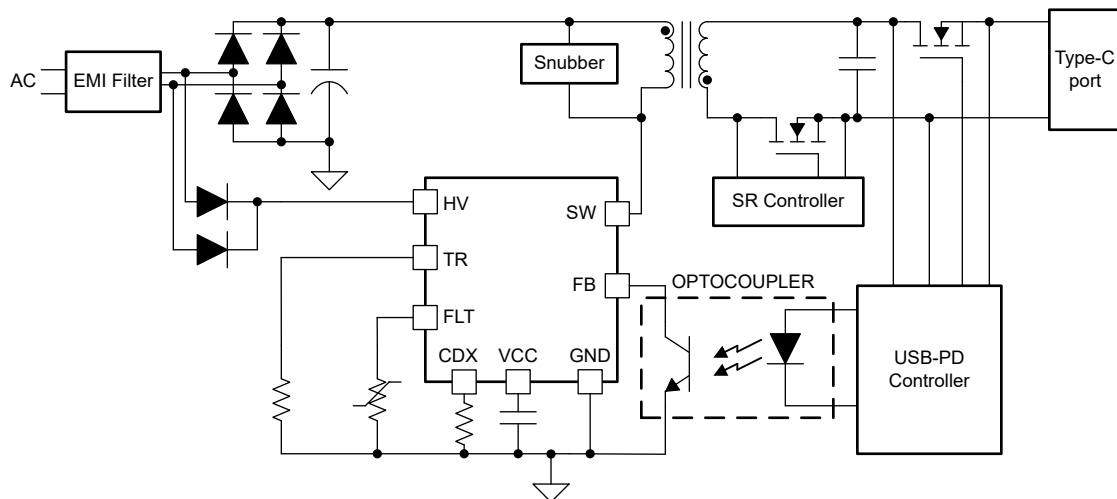 AC
EMI Filter
Snubber
Type-C
port
SR Controller
HV
SW
TR
FB
OPTOCOUPLER
FLT
CDX
VCC
GND
USB-PD
Controller